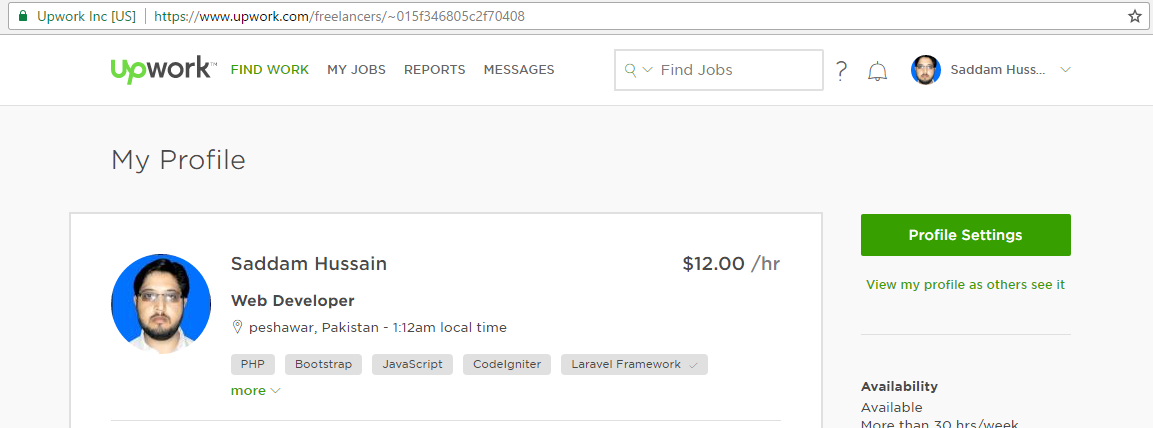 Upwork Inc [US] https://www.upwork.com/freelancers/~015f346805c2f70408
Upwork™ FIND WORK MY JOBS REPORTS MESSAGES Find Jobs ? Saddam Huss...
My Profile
Profile Settings
Saddam Hussain $12.00 /hr
View my profile as others see it
Web Developer
peshawar, Pakistan - 1:12am local time
PHP Bootstrap JavaScript CodeIgniter Laravel Framework
more
Availability
Available
More than 30 hrs/week